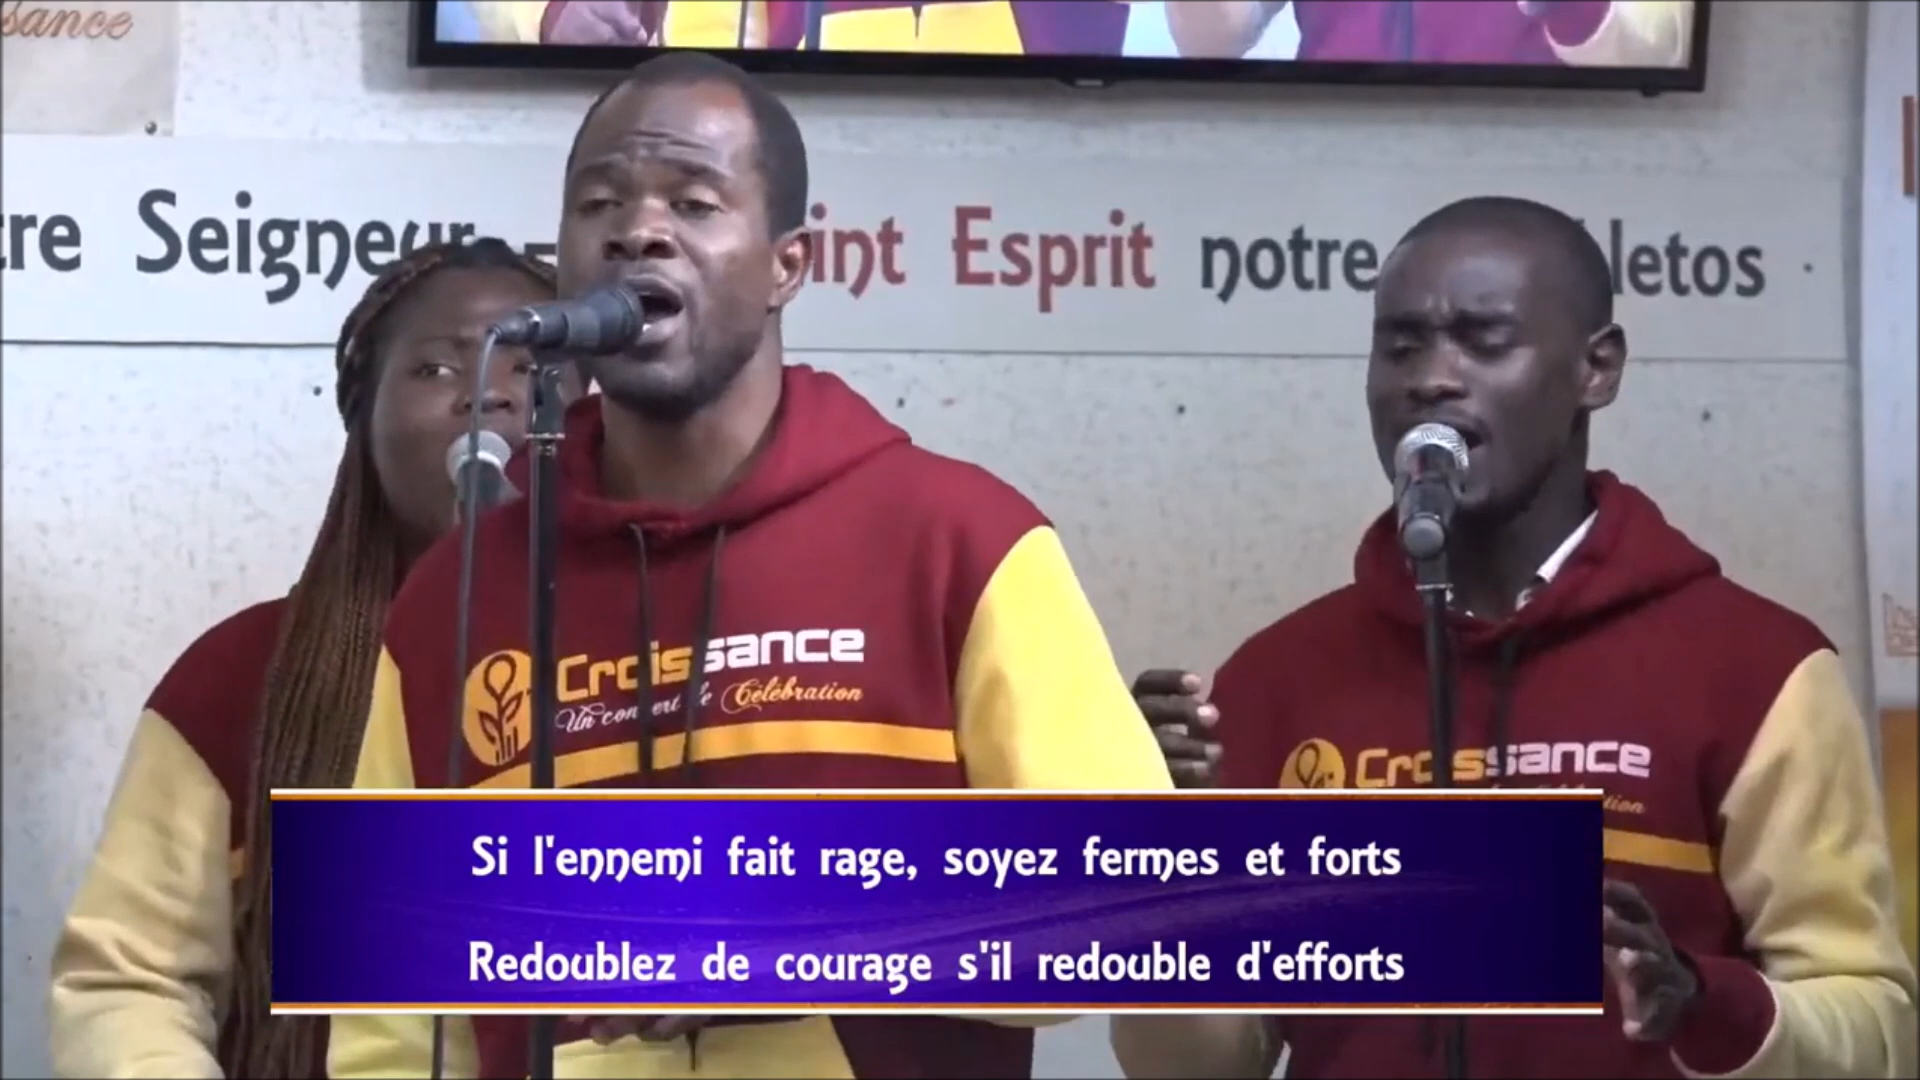 sance
tre Seigneur - int Esprit notre letos
Croissance
Un concert de Célébration
Croissance
Si l'ennemi fait rage, soyez fermes et forts
Redoublez de courage s'il redouble d'efforts